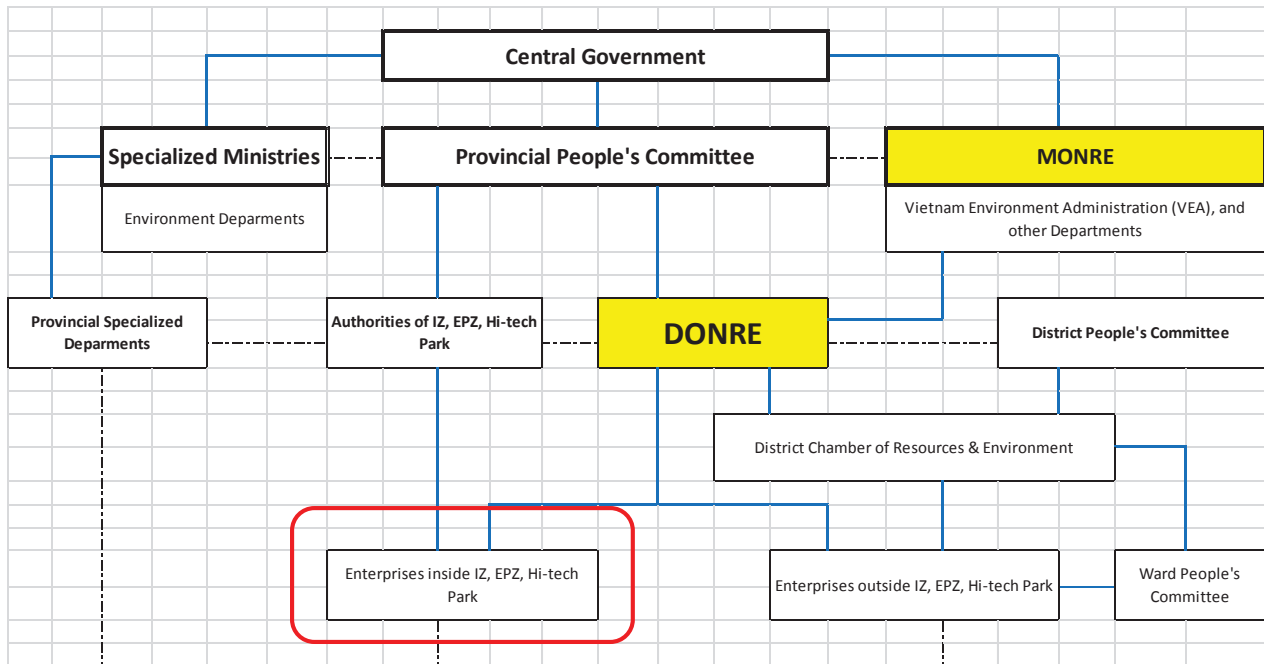 Central Government
Specialized Ministries
Provincial People's Committee
MONRE
Environment Deparments
Vietnam Environment Administration (VEA), and
other Departments
Provincial Specialized
Deparments
Authorities of IZ, EPZ, Hi-tech
Park
DONRE
District People's Committee
District Chamber of Resources & Environment
Enterprises inside IZ, EPZ, Hi-tech
Park
Enterprises outside IZ, EPZ, Hi-tech Park
Ward People's
Committee